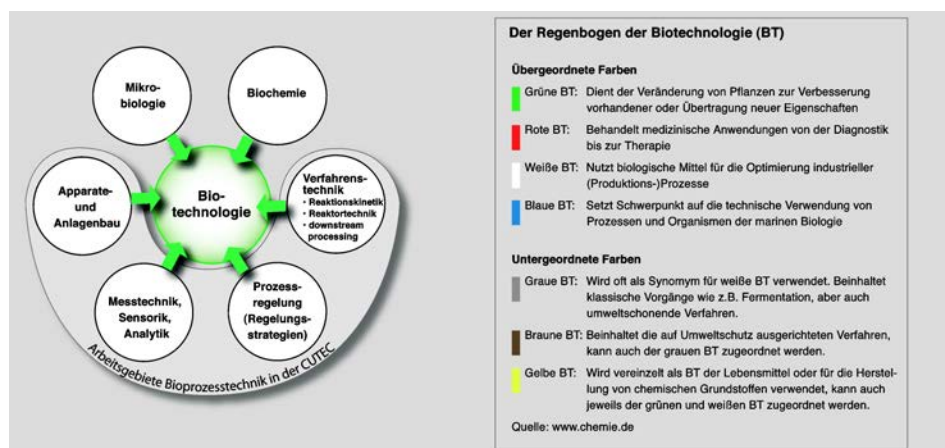 Mikro-
biologie
Biochemie
Apparate-
und
Anlagenbau
Bio-
technologie
Verfahrens-
technik
• Reaktionskinetik
• Reaktortechnik
• downstream
processing
Messtechnik,
Sensorik,
Analytik
Prozess-
regelung
(Regelungs-
strategien)
Arbeitsgebiete Bioprozesstechnik in der CUTEC
Der Regenbogen der Biotechnologie (BT)
Übergeordnete Farben
Grüne BT: Dient der Veränderung von Pflanzen zur Verbesserung
vorhandener oder Übertragung neuer Eigenschaften
Rote BT: Behandelt medizinische Anwendungen von der Diagnostik
bis zur Therapie
Weiße BT: Nutzt biologische Mittel für die Optimierung industrieller
(Produktions-)Prozesse
Blaue BT: Setzt Schwerpunkt auf die technische Verwendung von
Prozessen und Organismen der marinen Biologie
Untergeordnete Farben
Graue BT: Wird oft als Synomym für weiße BT verwendet. Beinhaltet
klassische Vorgänge wie z.B. Fermentation, aber auch
umweltschonende Verfahren.
Braune BT: Beinhaltet die auf Umweltschutz ausgerichteten Verfahren,
kann auch der grauen BT zugeordnet werden.
Gelbe BT: Wird vereinzelt als BT der Lebensmittel oder für die Herstel-
lung von chemischen Grundstoffen verwendet, kann auch
jeweils der grünen und weißen BT zugeordnet werden.
Quelle: www.chemie.de